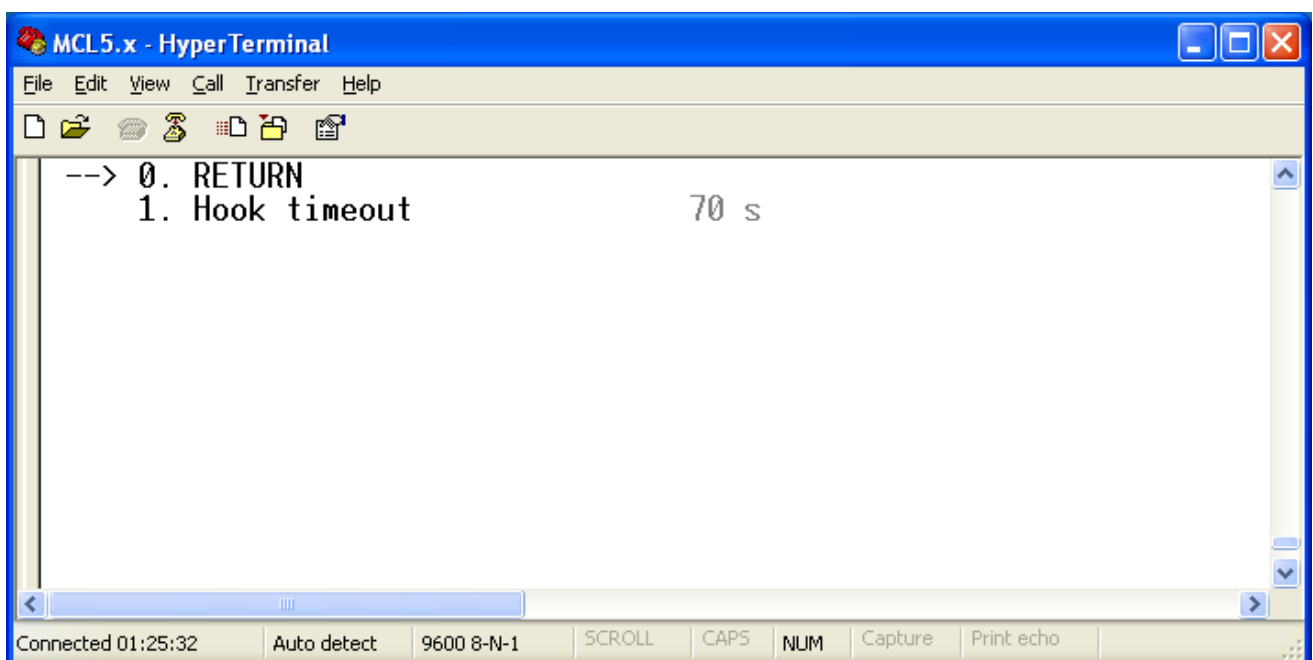 MCL5.x - HyperTerminal
File Edit View Call Transfer Help
--> 0. RETURN
1. Hook timeout 70 s
Connected 01:25:32 Auto detect 9600 8-N-1 SCROLL CAPS NUM Capture Print echo